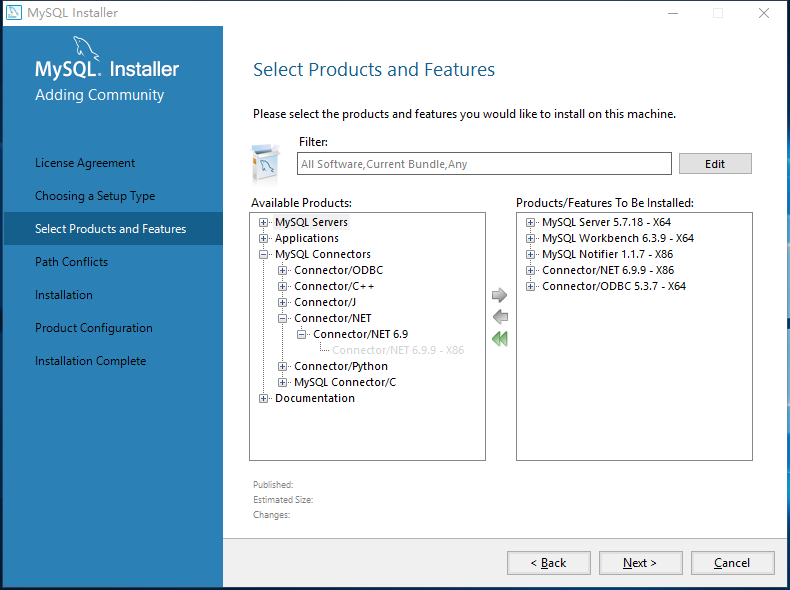 MySQL Installer
MySQL. Installer
Adding Community
License Agreement
Choosing a Setup Type
Select Products and Features
Path Conflicts
Installation
Product Configuration
Installation Complete
Select Products and Features
Please select the products and features you would like to install on this machine.
Filter:
All Software,Current Bundle,Any
Edit
Available Products:
MySQL Servers
Applications
MySQL Connectors
Connector/ODBC
Connector/C++
Connector/J
Connector/NET
Connector/NET 6.9
Connector/NET 6.9.9 - X86
Connector/Python
MySQL Connector/C
Documentation
Products/Features To Be Installed:
MySQL Server 5.7.18 - X64
MySQL Workbench 6.3.9 - X64
MySQL Notifier 1.1.7 - X86
Connector/NET 6.9.9 - X86
Connector/ODBC 5.3.7 - X64
Published:
Estimated Size:
Changes:
< Back
Next >
Cancel